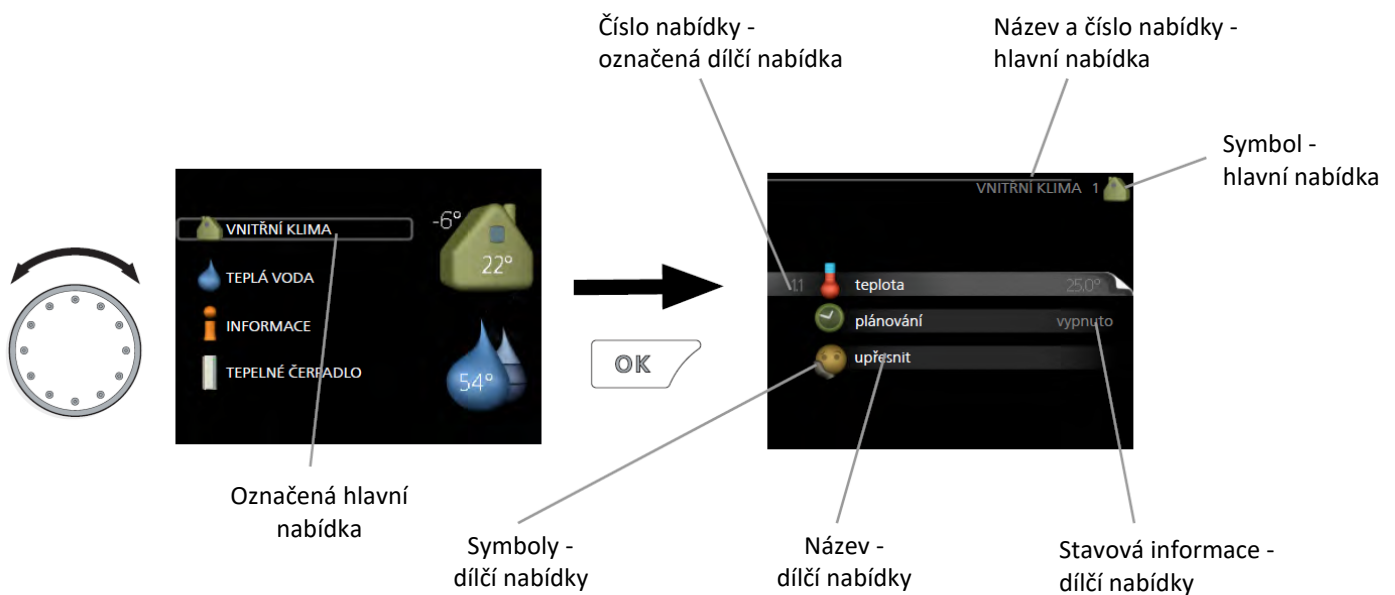 Číslo nabídky -
označená dílčí nabídka
Název a číslo nabídky -
hlavní nabídka
Symbol -
hlavní nabídka
VNITŘNÍ KLIMA
-6°
22°
TEPLÁ VODA
INFORMACE
TEPELNÉ ČERPADLO
54°
OK
VNITŘNÍ KLIMA 1
1.1 teplota 25.0°
plánování vypnuto
upřesnit
Označená hlavní
nabídka
Symboly -
dílčí nabídky
Název -
dílčí nabídky
Stavová informace -
dílčí nabídky